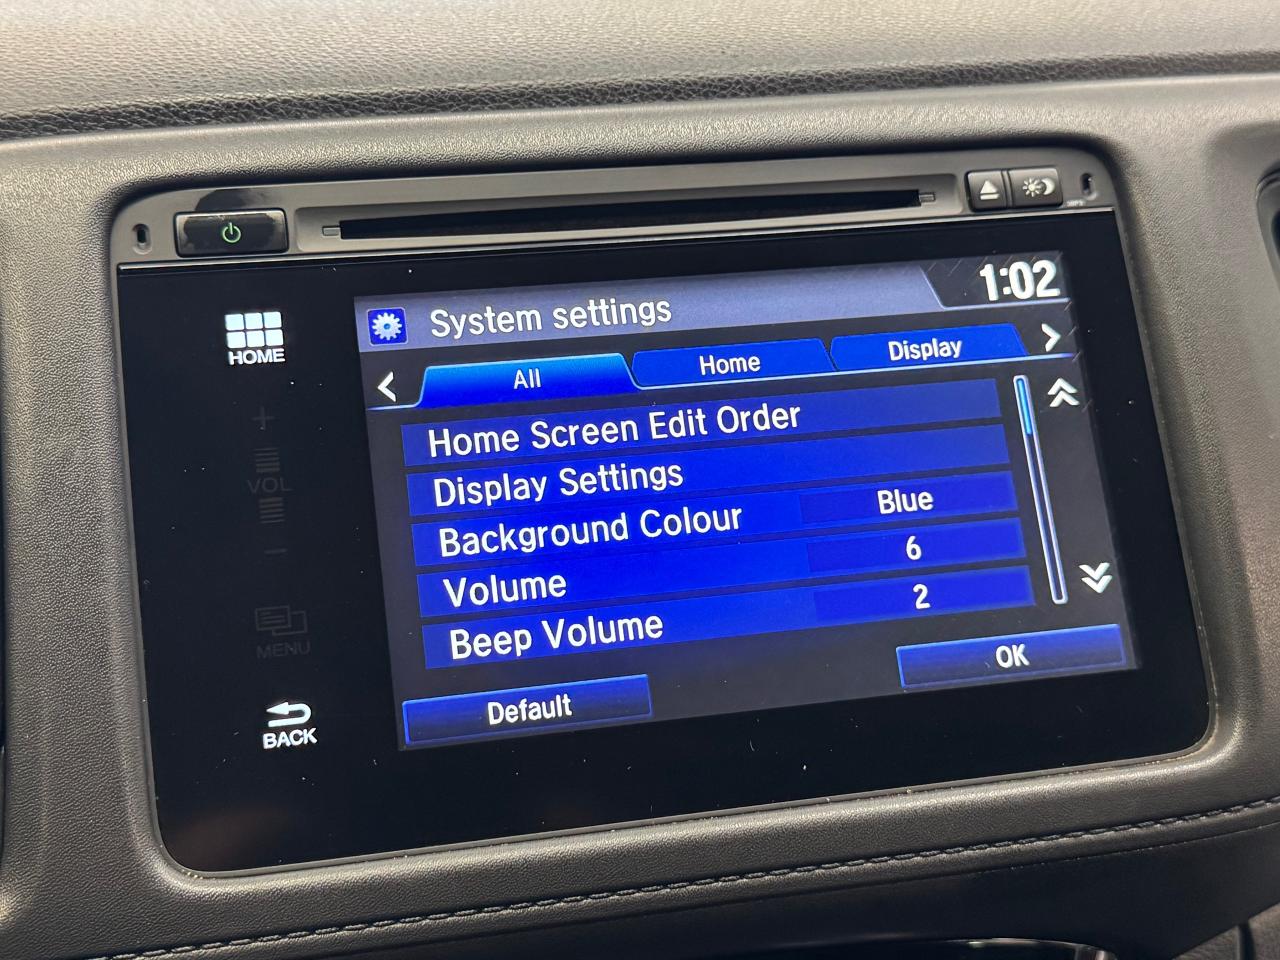 System settings
1:02
All
Home
Display
Home Screen Edit Order
Display Settings
Background Colour
Blue
Volume
6
Beep Volume
2
Default
OK
HOME
+
VOL
−
MENU
BACK